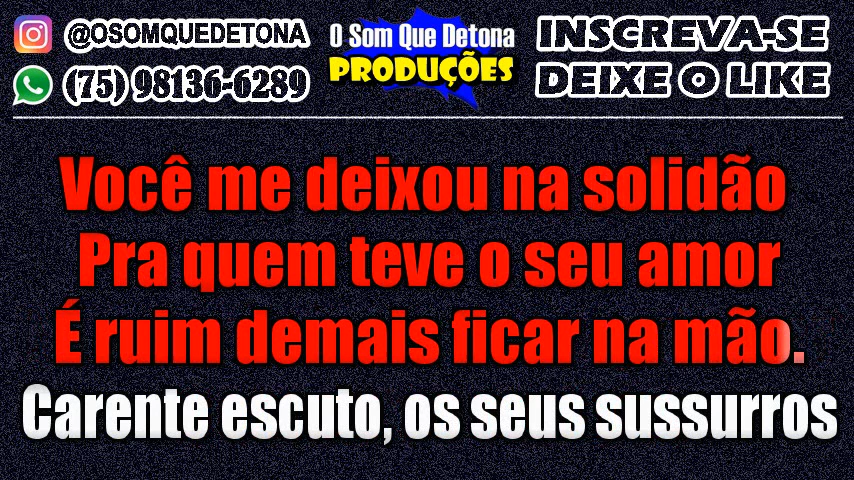 @OSOMQUEDETONA
(75) 98136-6289
O Som Que Detona
PRODUÇÕES
INSCREVA-SE
DEIXE O LIKE
Você me deixou na solidão
Pra quem teve o seu amor
É ruim demais ficar na mão.
Carente escuto, os seus sussurros